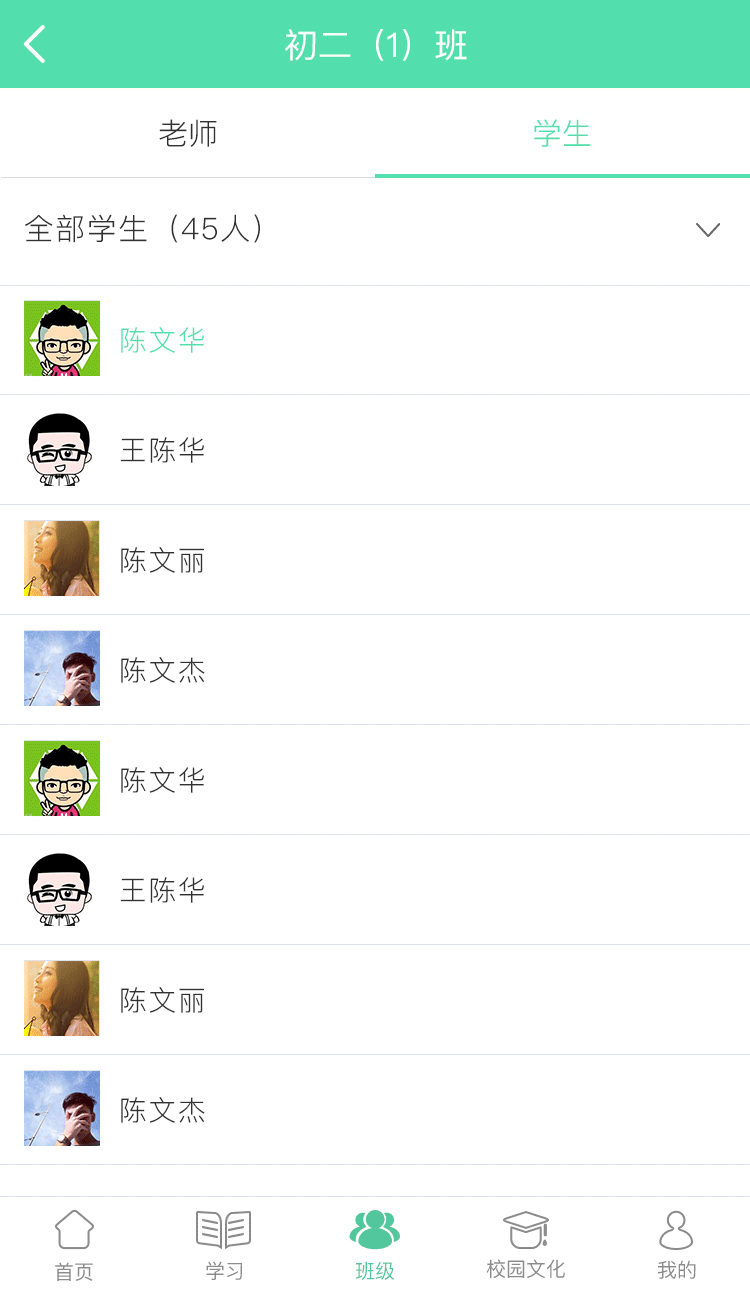 初二（1）班
老师 学生
全部学生（45人）
陈文华
王陈华
陈文丽
陈文杰
陈文华
王陈华
陈文丽
陈文杰
首页 学习 班级 校园文化 我的